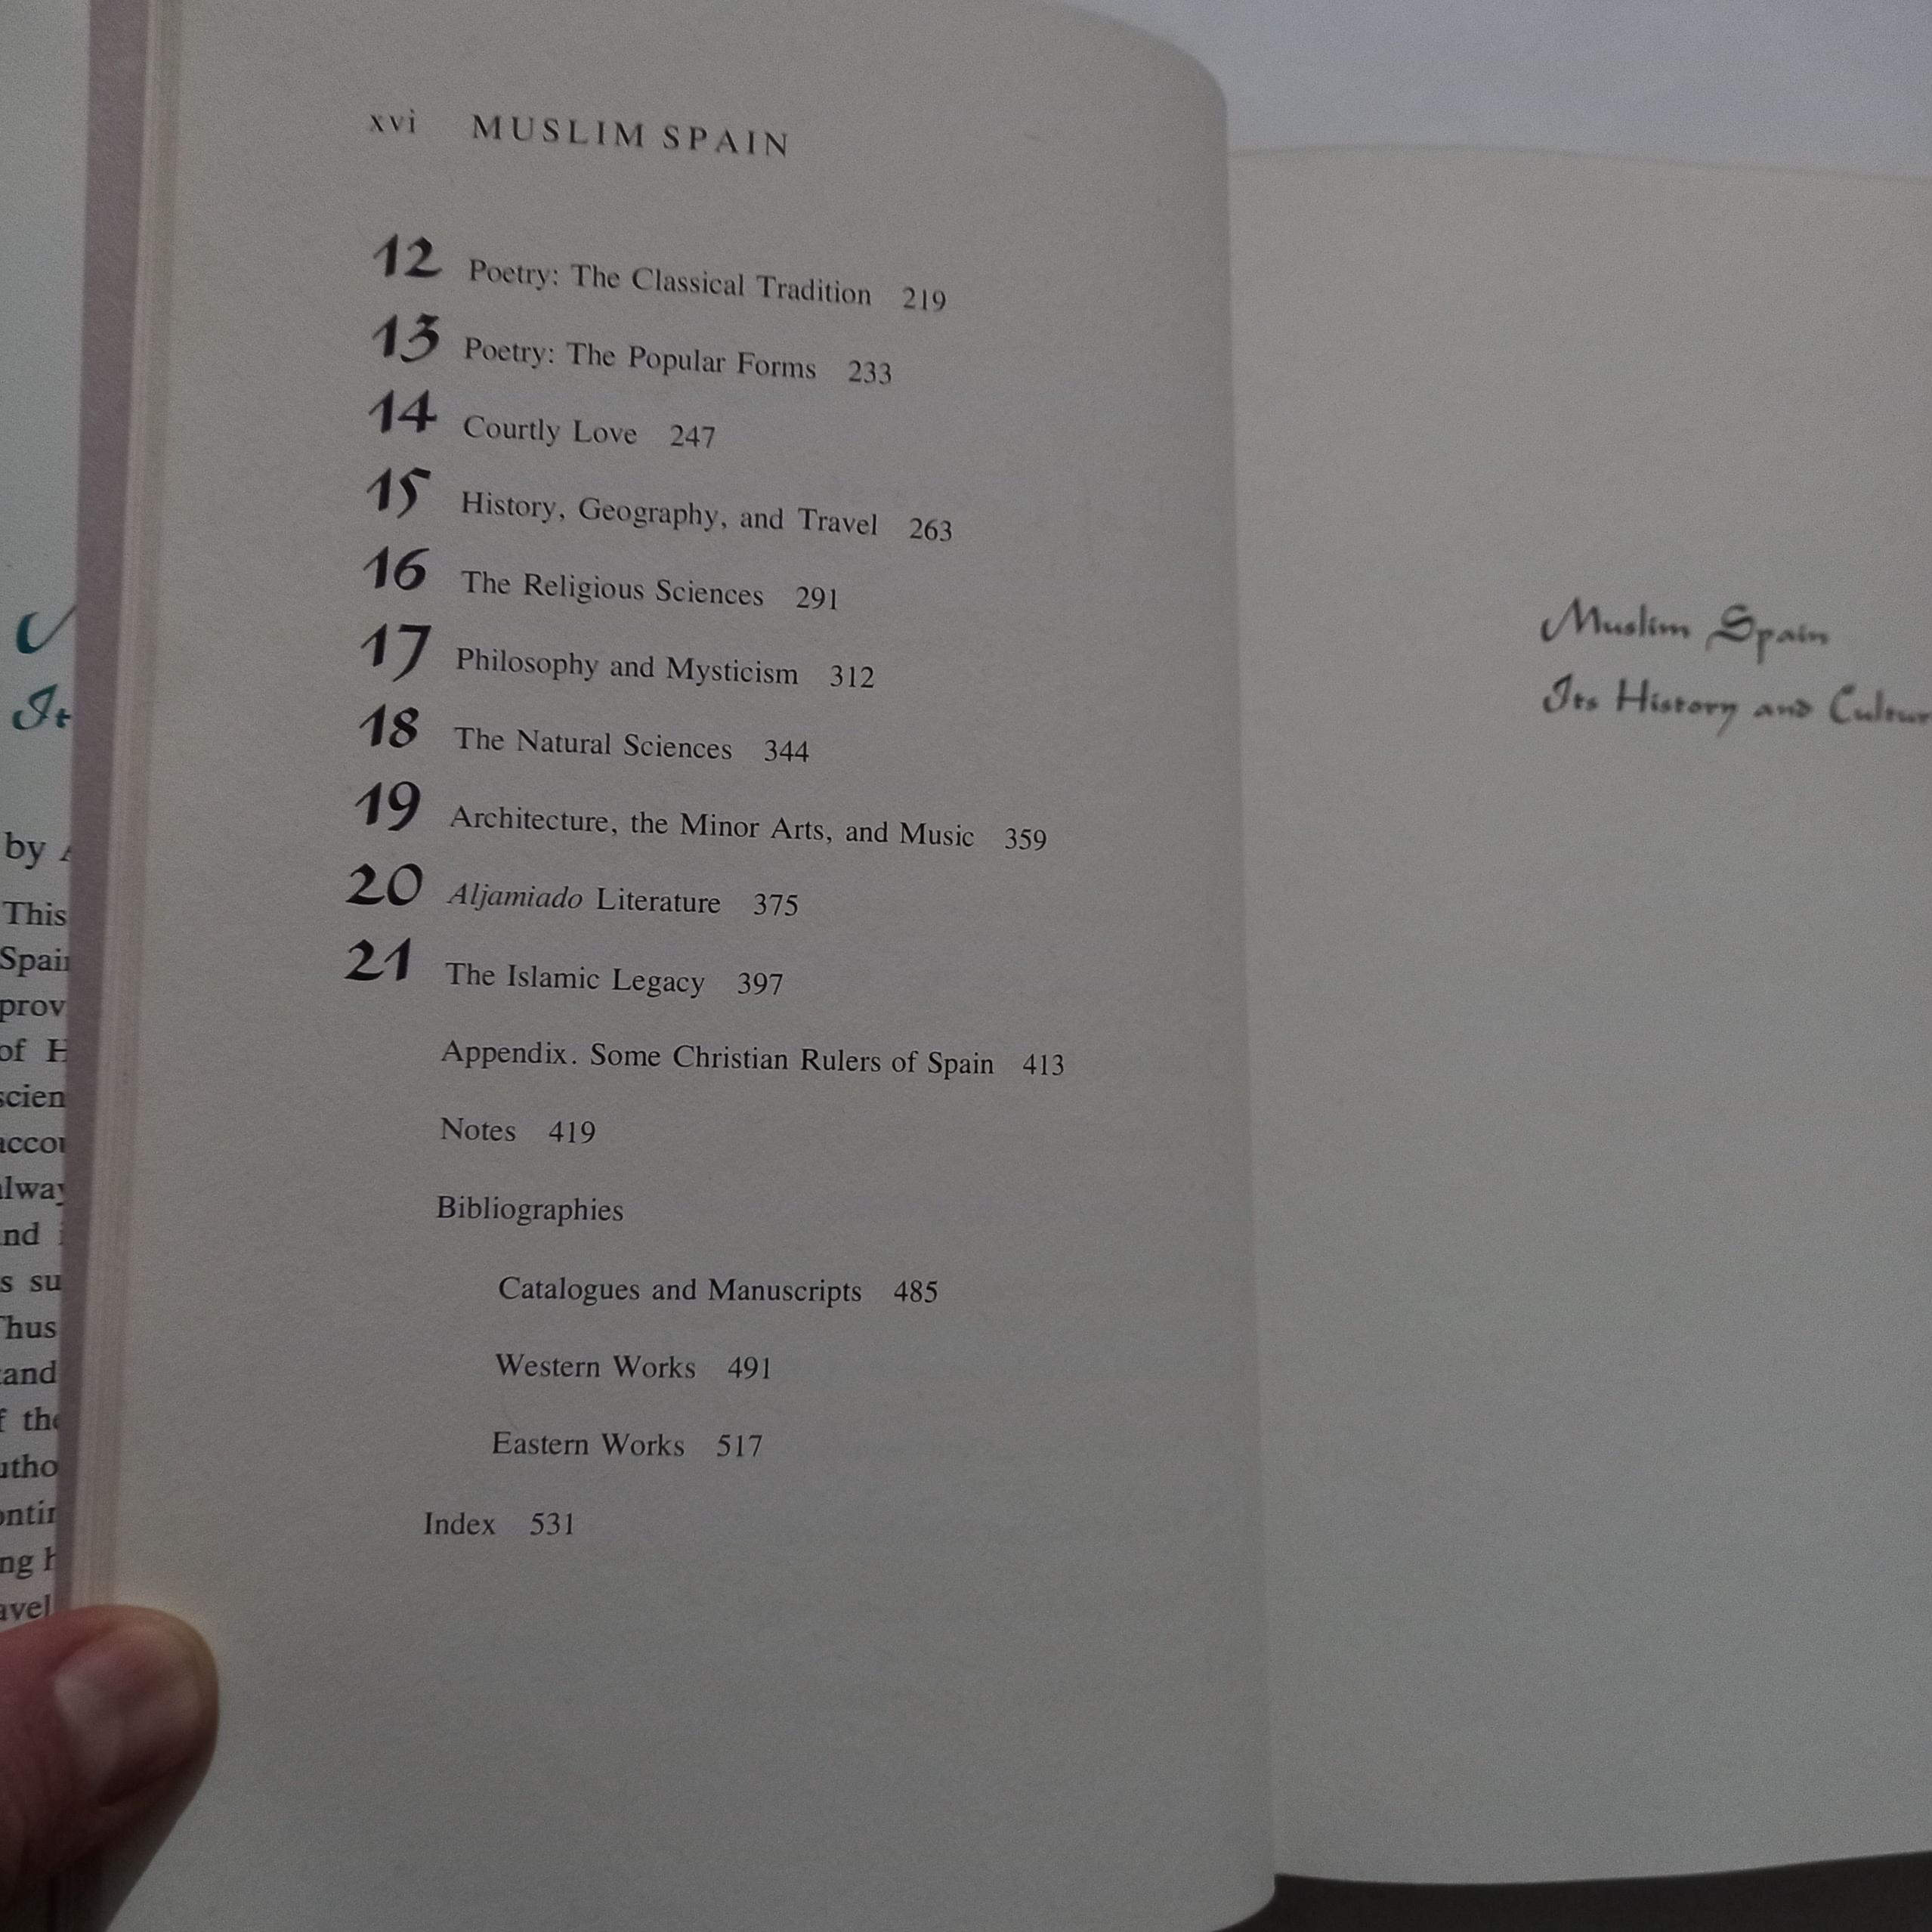 xvi MUSLIM SPAIN
12 Poetry: The Classical Tradition 219
13 Poetry: The Popular Forms 233
14 Courtly Love 247
15 History, Geography, and Travel 263
16 The Religious Sciences 291
17 Philosophy and Mysticism 312
18 The Natural Sciences 344
19 Architecture, the Minor Arts, and Music 359
20 Aljamiado Literature 375
21 The Islamic Legacy 397
Appendix. Some Christian Rulers of Spain 413
Notes 419
Bibliographies
Catalogues and Manuscripts 485
Western Works 491
Eastern Works 517
Index 531
Muslim Spain
Its History and Cultur
by
This
of